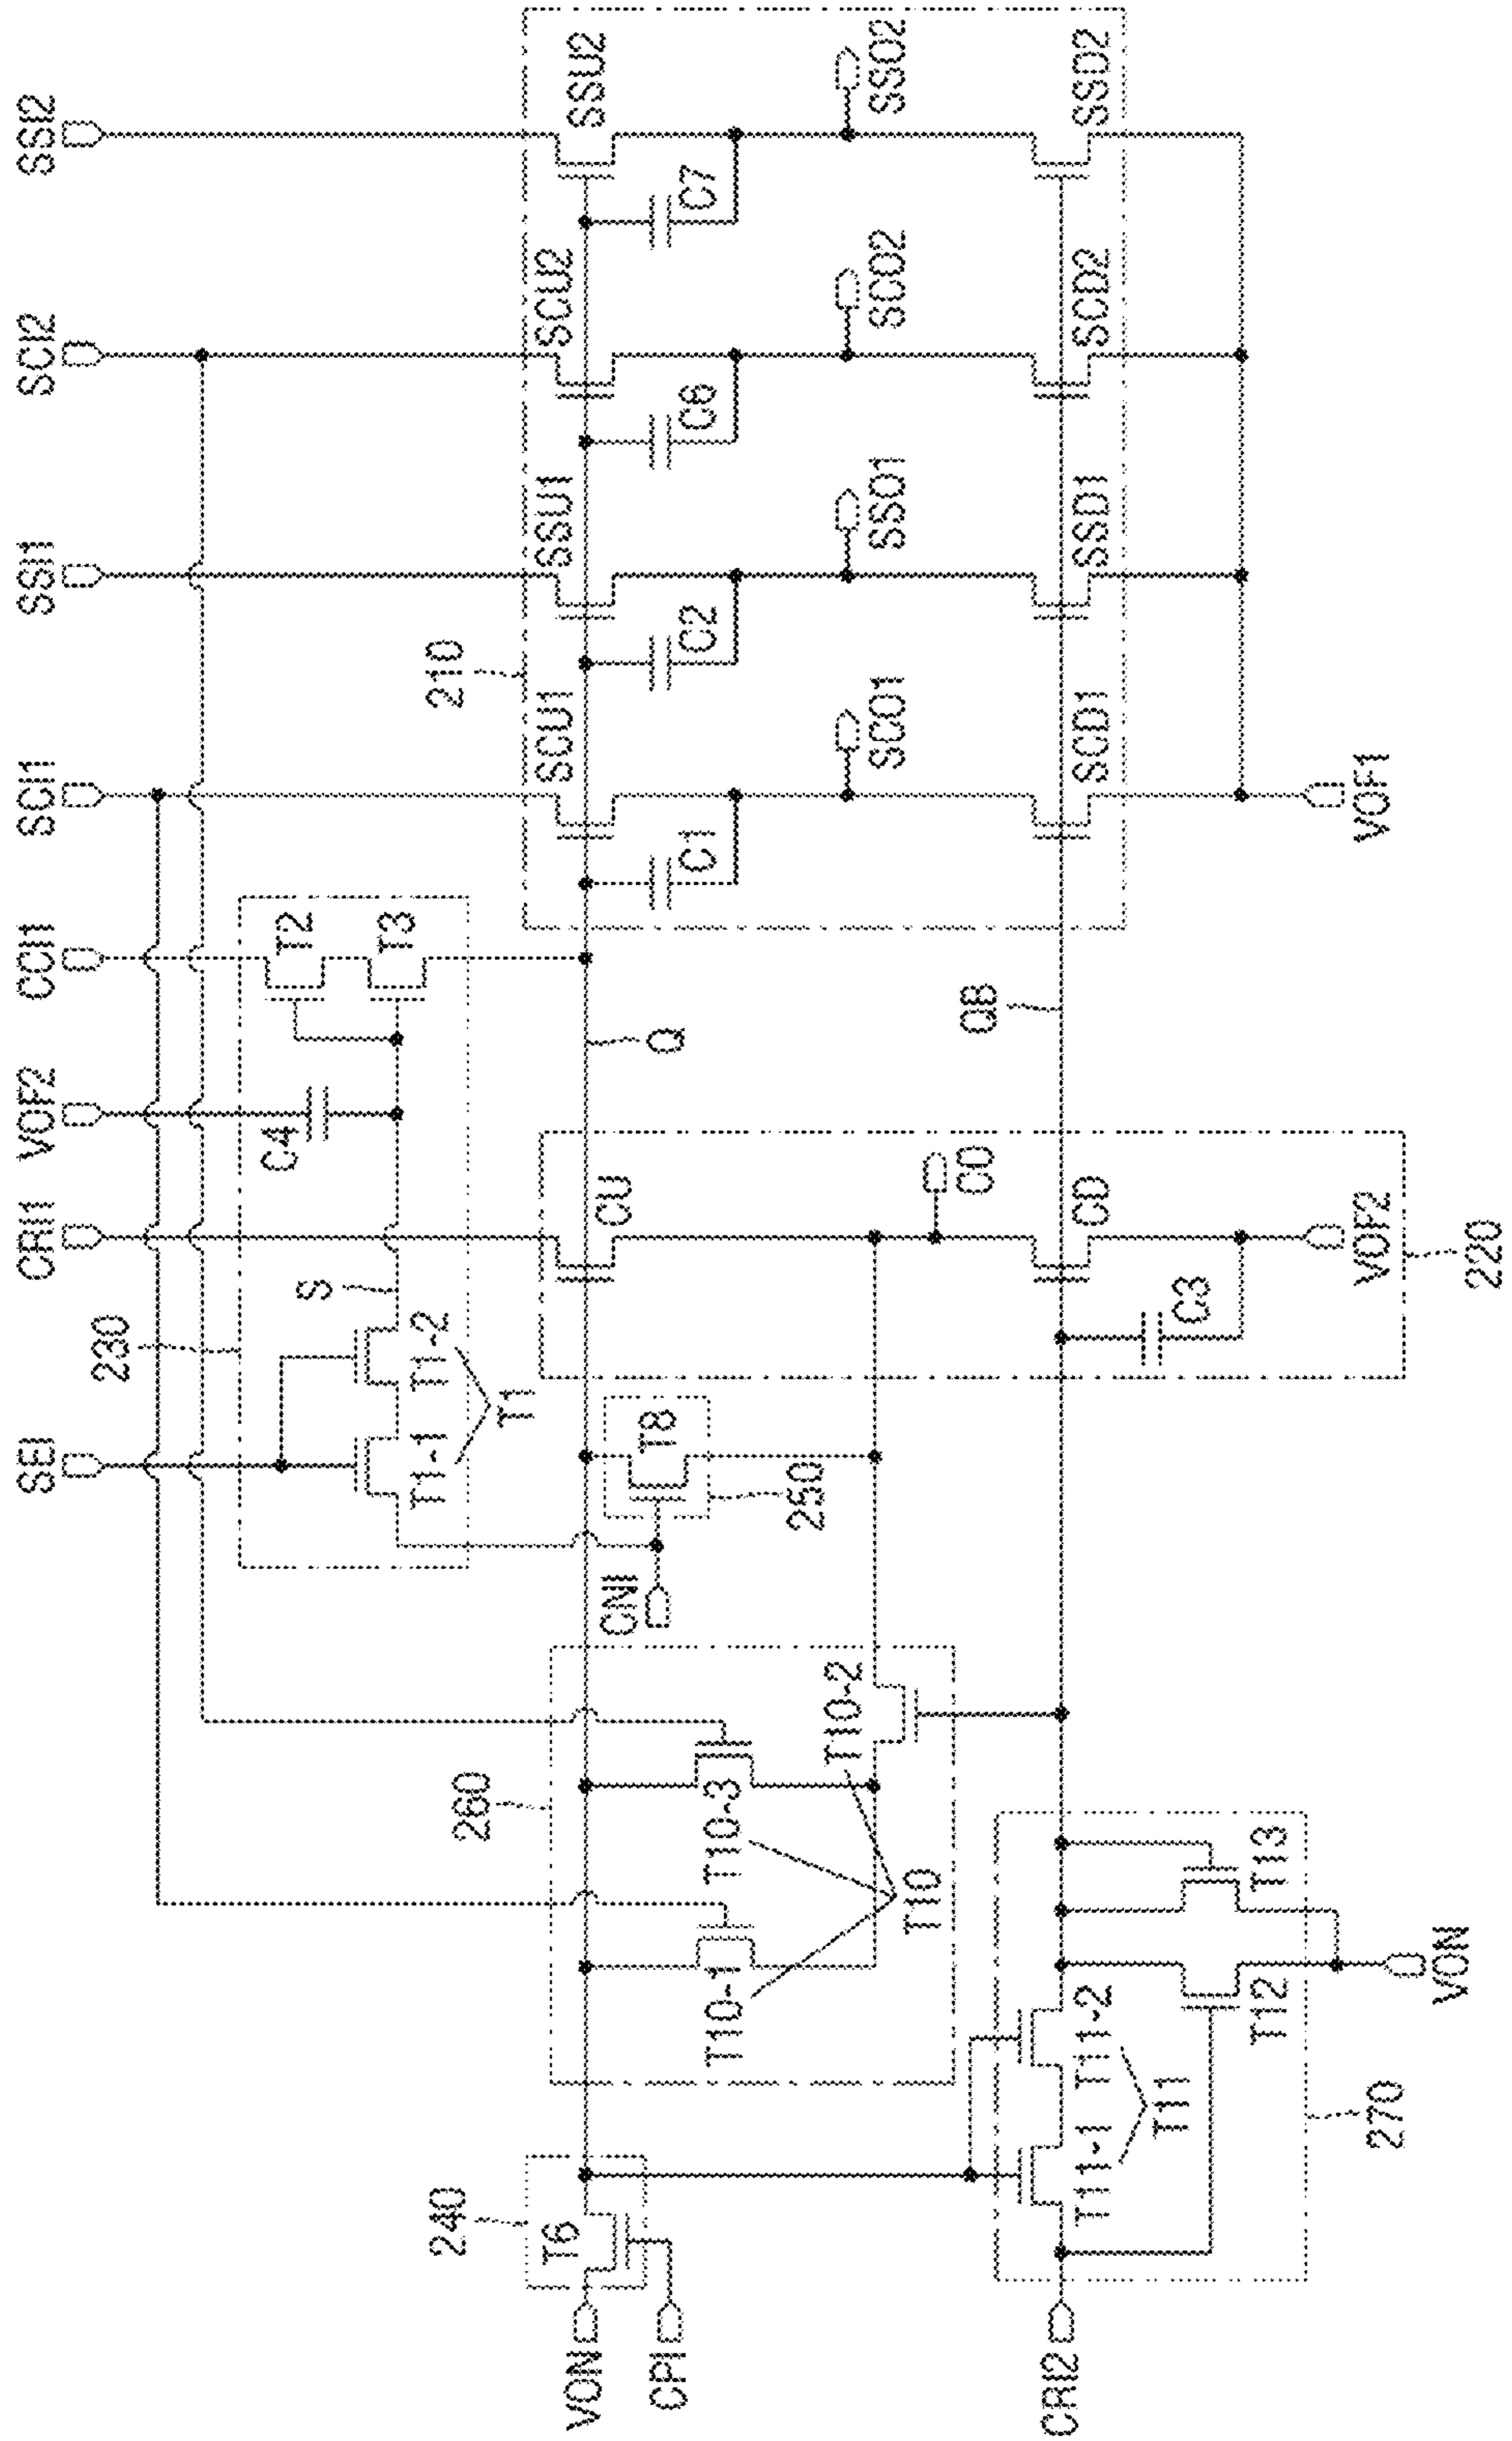 SEI
CRI1
VOF2
CCI1
SCI1
SSI1
SCI2
SSI2
230
T1-1
T1-2
T1
S
C4
T2
T3
210
SCU1
SSU1
SCU2
SSU2
C1
C2
C6
C7
SCO1
SSO1
SCO2
SSO2
SCD1
SSD1
SCD2
SSD2
VOF1
Q
QB
CU
CO
CD
C3
VOF2
220
CNI
T8
250
260
T10-1
T10-3
T10-2
T10
240
T6
VON
CPI
CRI2
T11-1
T11-2
T11
T12
T13
VON
270